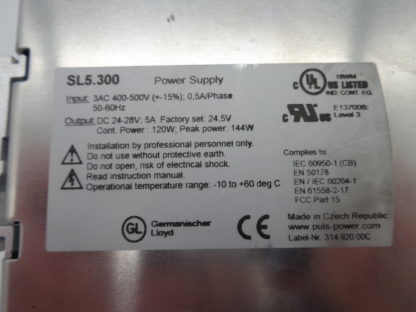 SL5.300 Power Supply
Input: 3AC 400-500V (+-15%); 0,5A/Phase
50-60Hz
Output: DC 24-28V; 5A Factory set: 24,5V
Cont. Power: 120W; Peak power: 144W
Installation by professional personnel only.
Do not use without protective earth.
Do not open, risk of electrical shock.
Read instruction manual.
Operational temperature range: -10 to +60 deg C
GL Germanischer
Lloyd
CE
C UL US LISTED
18WM
IND. CONT. EQ.
C UR US
Level 3
Complies to:
IEC 60950-1 (CB)
EN 50178
EN / IEC 60204-1
EN 61558-2-17
FCC Part 15
Made in Czech Republic
www.puls-power.com
Label-Nr. 314.920.00C